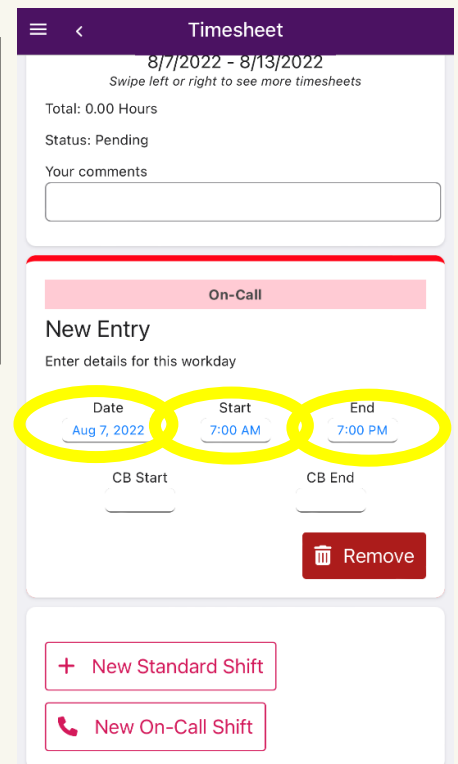 Timesheet
8/7/2022 - 8/13/2022
Swipe left or right to see more timesheets
Total: 0.00 Hours
Status: Pending
Your comments
On-Call
New Entry
Enter details for this workday
Date Start End
Aug 7, 2022 7:00 AM 7:00 PM
CB Start CB End
Remove
New Standard Shift
New On-Call Shift